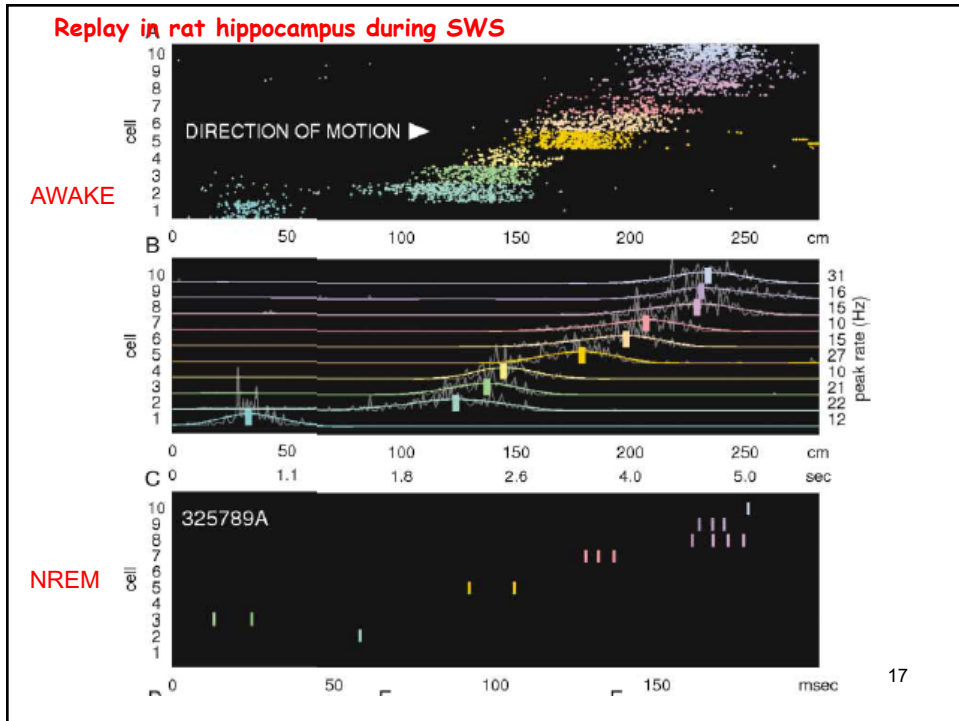 Replay in rat hippocampus during SWS
A
10
9
8
7
6
5
4
3
2
1
cell
DIRECTION OF MOTION ►
AWAKE
0 50 100 150 200 250 cm
B
10
9
8
7
6
5
4
3
2
1
cell
31
16
15
10
15
27
10
21
22
12
peak rate (Hz)
0 50 100 150 200 250 cm
C 0 1.1 1.8 2.6 4.0 5.0 sec
325789A
10
9
8
7
6
5
4
3
2
1
cell
NREM
0 50 100 150 msec
17